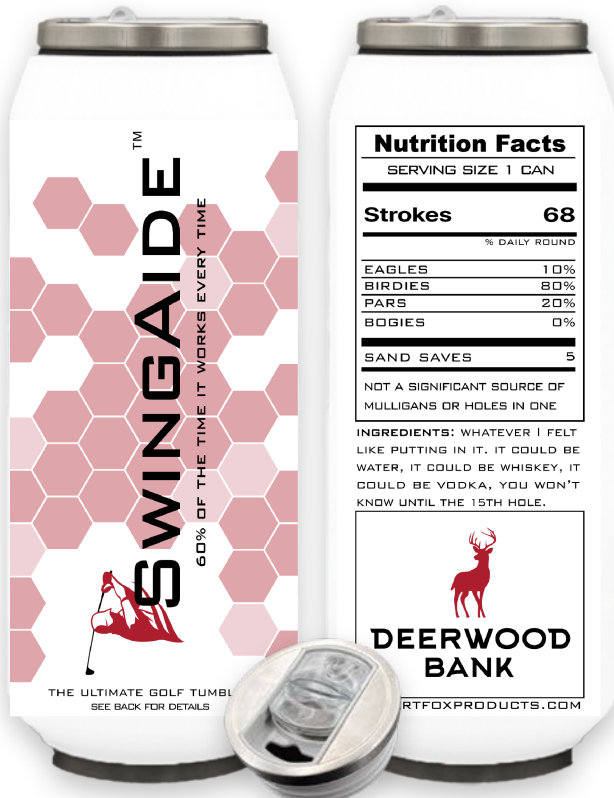 SWINGAIDE™
60% OF THE TIME IT WORKS EVERY TIME
THE ULTIMATE GOLF
SEE BACK FOR DETAILS
Nutrition Facts
SERVING SIZE 1 CAN
Strokes 68
% DAILY ROUND
EAGLES 10%
BIRDIES 80%
PARS 20%
BOGIES 0%
SAND SAVES 5
NOT A SIGNIFICANT SOURCE OF
MULLIGANS OR HOLES IN ONE
INGREDIENTS: WHATEVER I FELT
LIKE PUTTING IN IT. IT COULD BE
WATER, IT COULD BE WHISKEY, IT
COULD BE VODKA, YOU WON'T
KNOW UNTIL THE 15TH HOLE.
DEERWOOD
BANK
RTFOXPRODUCTS.COM